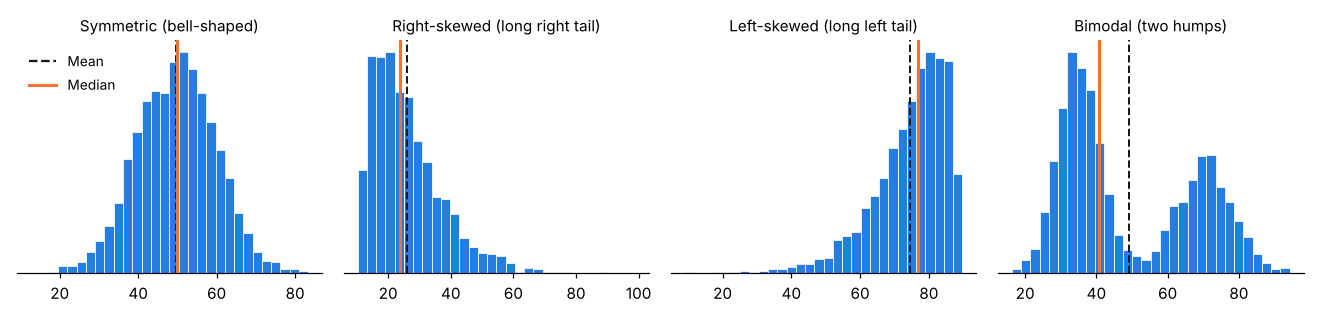 Symmetric (bell-shaped)
Mean
Median
20 40 60 80
Right-skewed (long right tail)
20 40 60 80 100
Left-skewed (long left tail)
20 40 60 80
Bimodal (two humps)
20 40 60 80